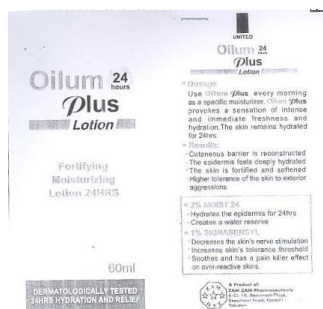 Oilum 24
hours
Plus
Lotion
Fortifying
Moisturizing
Lotion 24HRS
60ml
DERMATOLOGICALLY TESTED
24HRS HYDRATION AND RELIEF
UNITED
Oilum 24
Plus
Lotion
Dosage
Use Oilum Plus every morning
as a specific moisturizer. Oilum Plus
provokes a sensation of intense
and immediate freshness and
hydration. The skin remains hydrated
for 24hrs.
Results:
- Cutaneous barrier is reconstructed
- The epidermis feels deeply hydrated
- The skin is fortified and softened
- Higher tolerance of the skin to exterior
aggressions
3% MOIST 24
- Hydrates the epidermis for 24hrs
- Creates a water reserve
1% SIGNASENSYL
- Decreases the skin's nerve stimulation
- Increases skin's tolerance threshold
- Soothes and has a pain killer effect
on over-reactive skins.
A Product of:
ZAM ZAM Pharmaceuticals